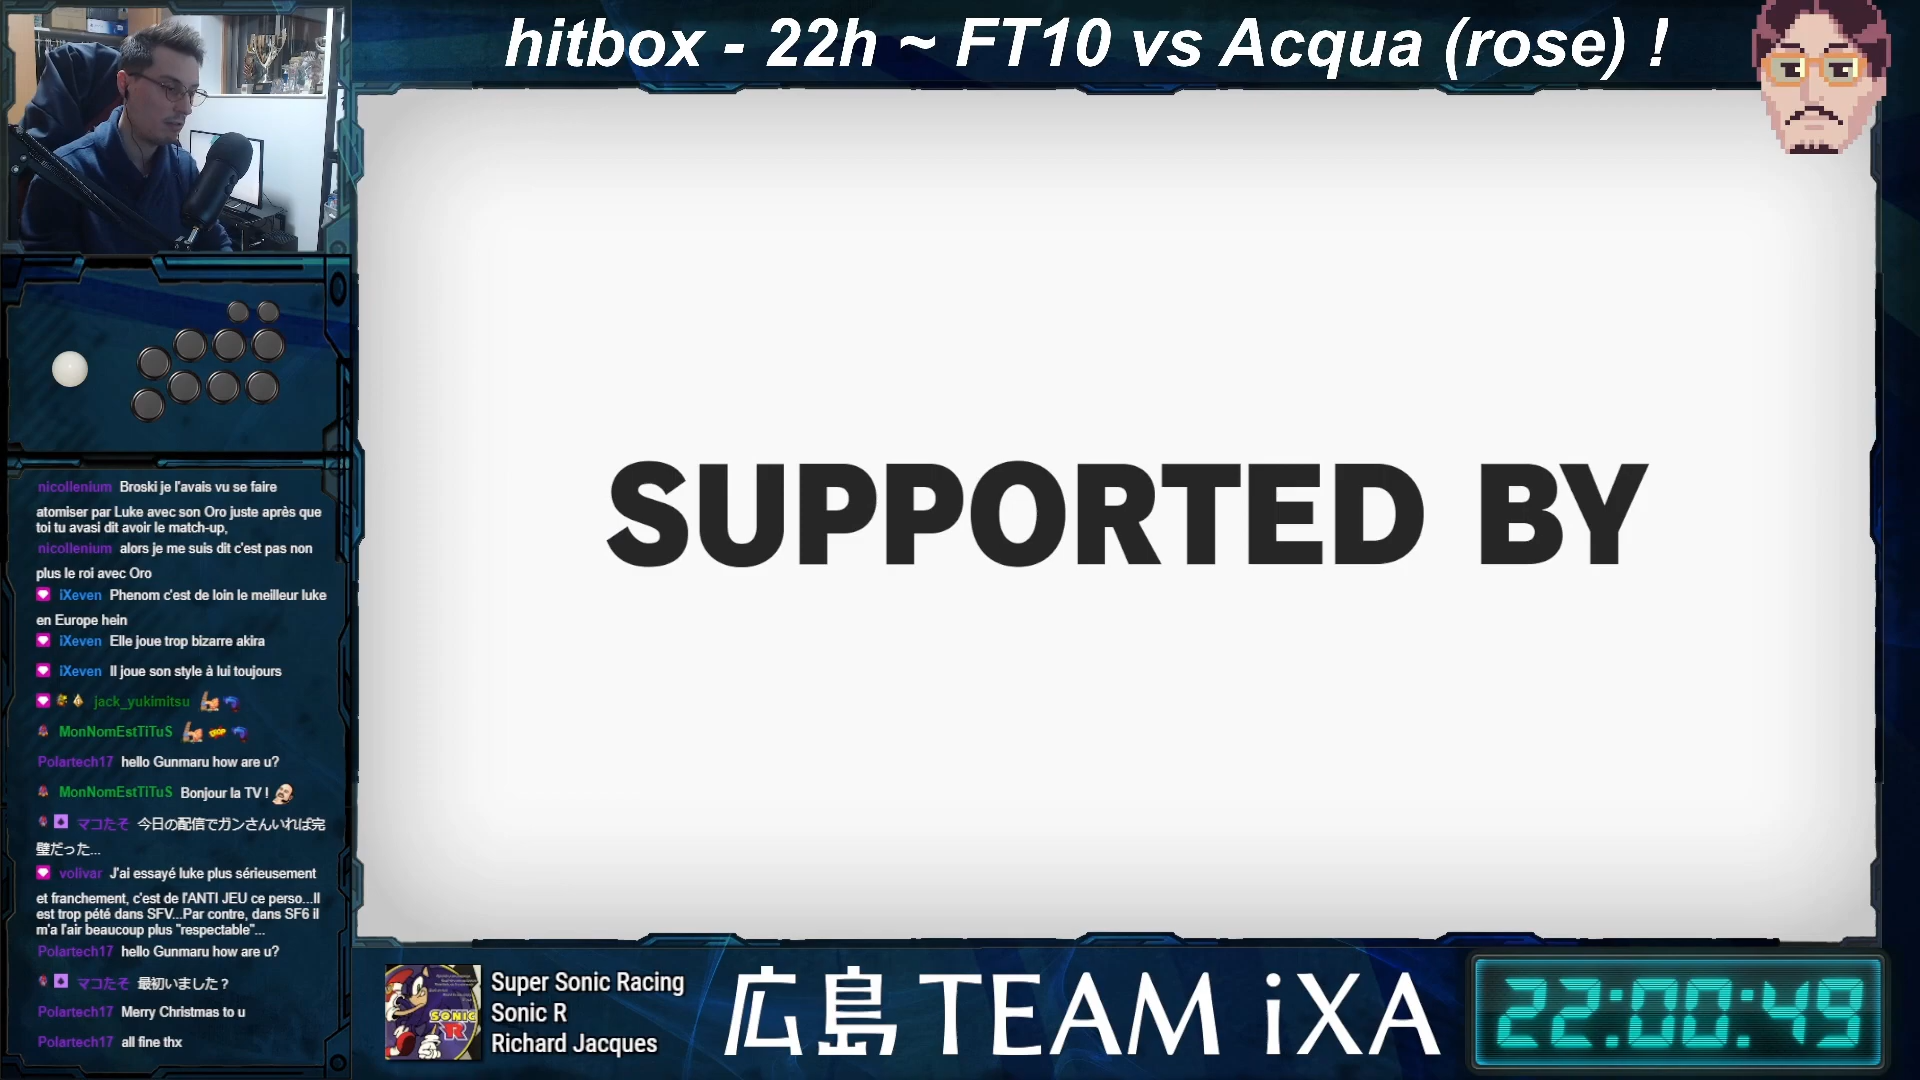 hitbox - 22h ~ FT10 vs Acqua (rose) !
SUPPORTED BY
nicollenium Broski je l'avais vu se faire
atomiser par Luke avec son Oro juste après que
toi tu avasi dit avoir le match-up,
nicollenium alors je me suis dit c'est pas non
plus le roi avec Oro
iXeven Phenom c'est de loin le meilleur luke
en Europe hein
iXeven Elle joue trop bizarre akira
iXeven Il joue son style à lui toujours
jack_yukimitsu
MonNomEstTiTuS
Polartech17 hello Gunmaru how are u?
MonNomEstTiTuS Bonjour la TV !
マコたそ 今日の配信でガンさんいれば完
璧だった...
volivar J'ai essayé luke plus sérieusement
et franchement, c'est de l'ANTI JEU ce perso...Il
est trop pété dans SFV...Par contre, dans SF6 il
m'a l'air beaucoup plus "respectable"...
Polartech17 hello Gunmaru how are u?
マコたそ 最初いました？
Polartech17 Merry Christmas to u
Polartech17 all fine thx
SONIC
R
Super Sonic Racing
Sonic R
Richard Jacques
広島 TEAM iXA
22:00:49